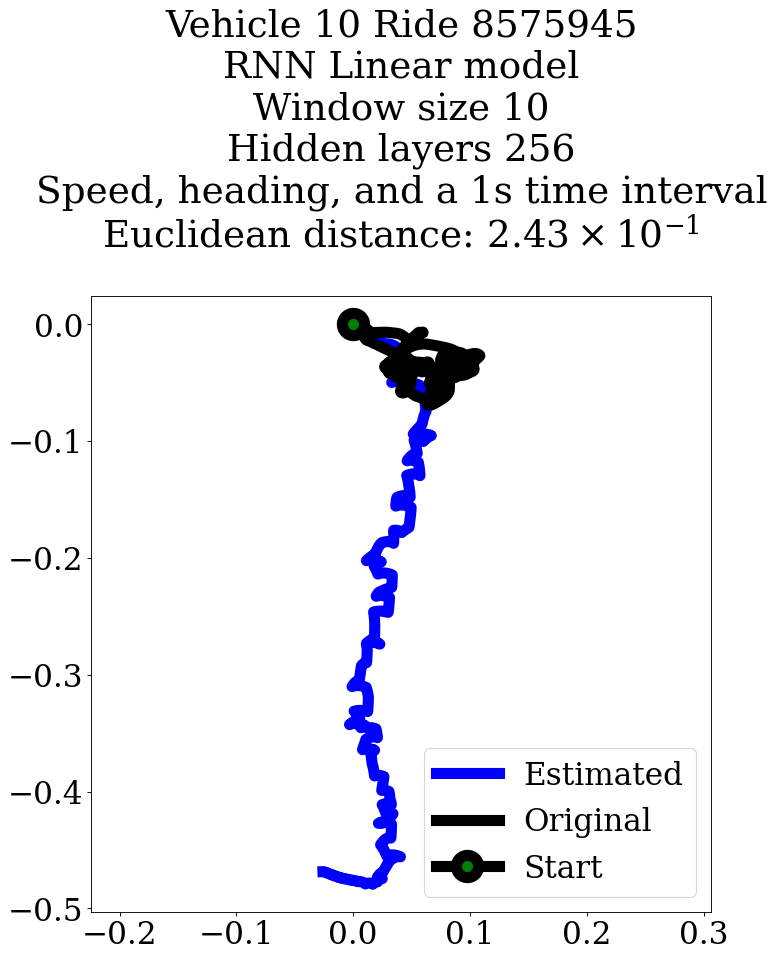 Vehicle 10 Ride 8575945
RNN Linear model
Window size 10
Hidden layers 256
Speed, heading, and a 1s time interval
Euclidean distance: 2.43 × 10⁻¹
0.0
−0.1
−0.2
−0.3
−0.4
−0.5
Estimated
Original
Start
−0.2 −0.1 0.0 0.1 0.2 0.3